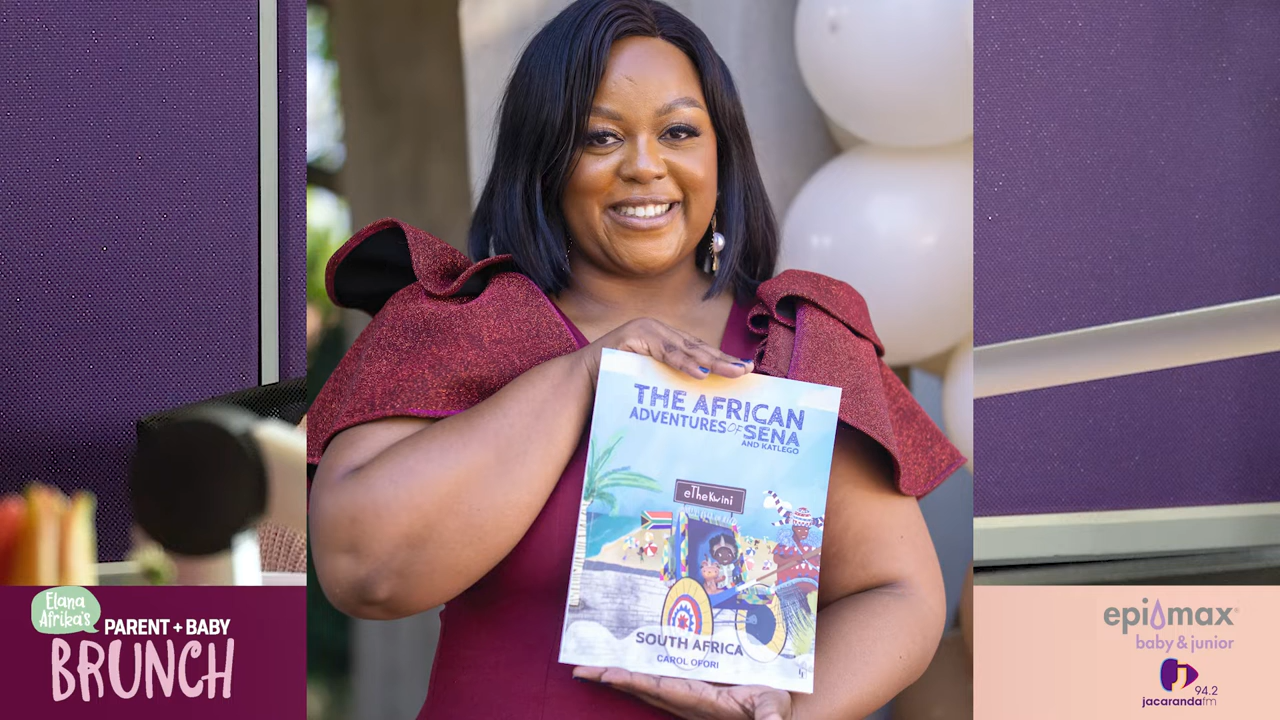 THE AFRICAN
ADVENTURES OF SENA
AND KATLEGO
eTheKwini
SOUTH AFRICA
CAROL OFORI
Elana
Afrika's
PARENT + BABY
BRUNCH
epimax
baby & junior
94.2
jacarandafm